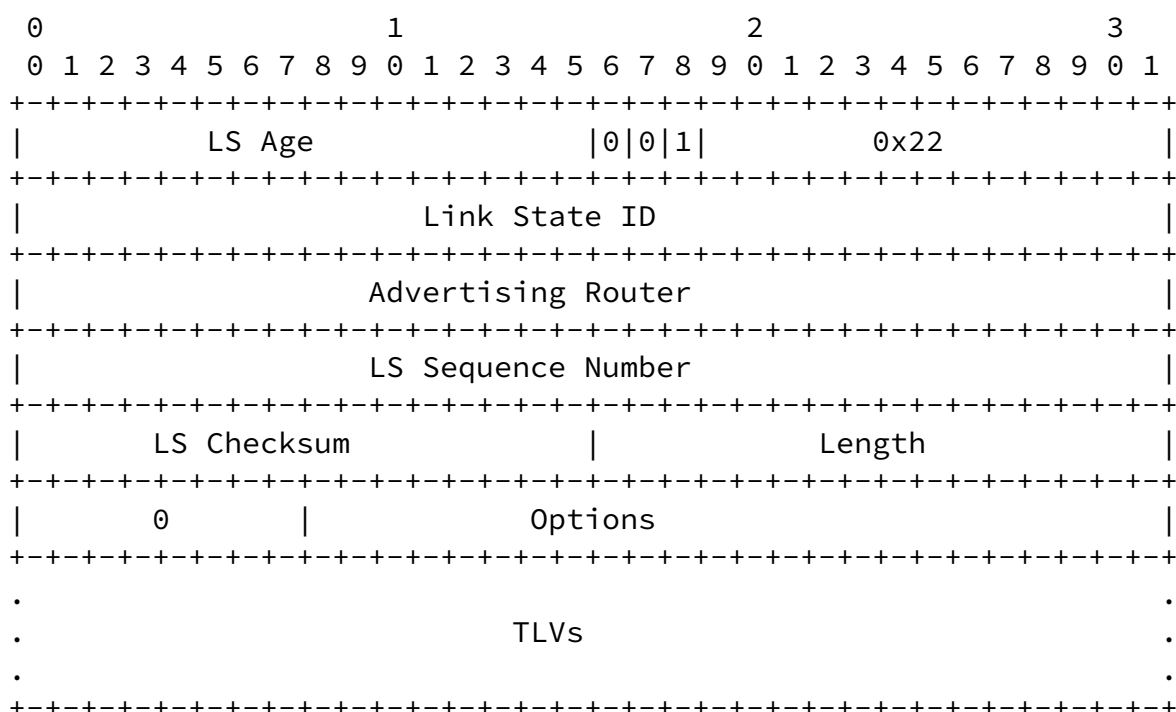 0                   1                   2                   3
 0 1 2 3 4 5 6 7 8 9 0 1 2 3 4 5 6 7 8 9 0 1 2 3 4 5 6 7 8 9 0 1
+-+-+-+-+-+-+-+-+-+-+-+-+-+-+-+-+-+-+-+-+-+-+-+-+-+-+-+-+-+-+-+-+
|          LS Age               |0|0|1|         0x22            |
+-+-+-+-+-+-+-+-+-+-+-+-+-+-+-+-+-+-+-+-+-+-+-+-+-+-+-+-+-+-+-+-+
|                      Link State ID                            |
+-+-+-+-+-+-+-+-+-+-+-+-+-+-+-+-+-+-+-+-+-+-+-+-+-+-+-+-+-+-+-+-+
|                   Advertising Router                          |
+-+-+-+-+-+-+-+-+-+-+-+-+-+-+-+-+-+-+-+-+-+-+-+-+-+-+-+-+-+-+-+-+
|                   LS Sequence Number                          |
+-+-+-+-+-+-+-+-+-+-+-+-+-+-+-+-+-+-+-+-+-+-+-+-+-+-+-+-+-+-+-+-+
|       LS Checksum             |            Length             |
+-+-+-+-+-+-+-+-+-+-+-+-+-+-+-+-+-+-+-+-+-+-+-+-+-+-+-+-+-+-+-+-+
|       0       |            Options                            |
+-+-+-+-+-+-+-+-+-+-+-+-+-+-+-+-+-+-+-+-+-+-+-+-+-+-+-+-+-+-+-+-+
.                                                               .
.                           TLVs                                .
.                                                               .
+-+-+-+-+-+-+-+-+-+-+-+-+-+-+-+-+-+-+-+-+-+-+-+-+-+-+-+-+-+-+-+-+